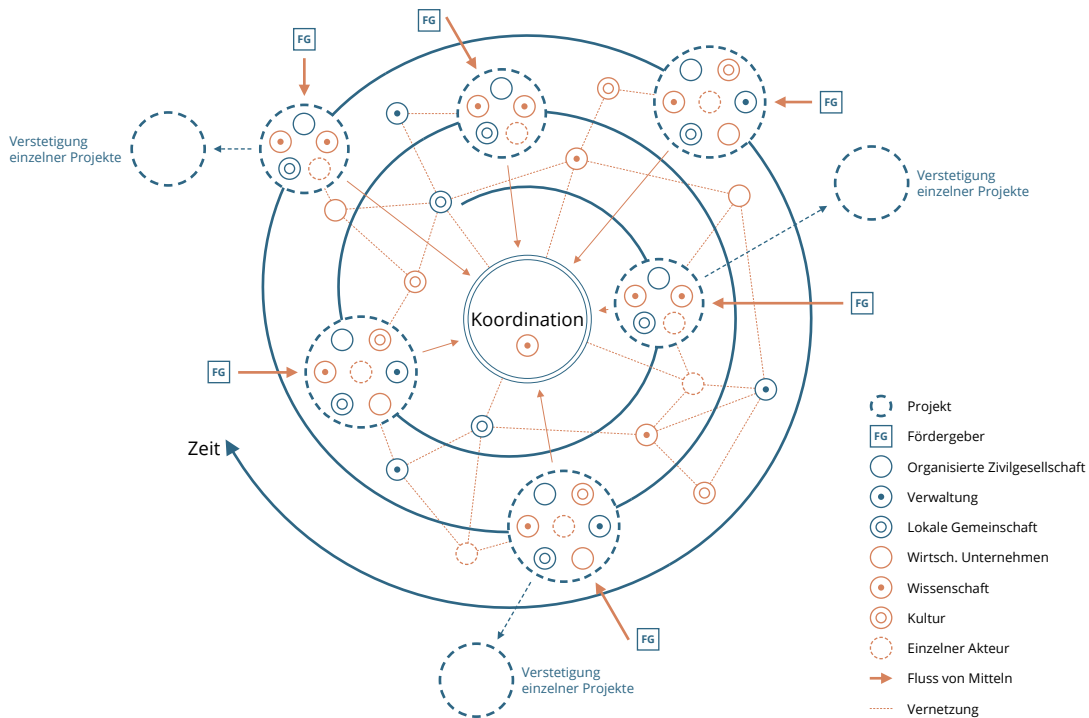 FG
FG
FG
Verstetigung
einzelner Projekte
Verstetigung
einzelner Projekte
FG
Koordination
FG
Zeit
FG
Verstetigung
einzelner Projekte
Projekt
FG Fördergeber
Organisierte Zivilgesellschaft
Verwaltung
Lokale Gemeinschaft
Wirtsch. Unternehmen
Wissenschaft
Kultur
Einzelner Akteur
Fluss von Mitteln
Vernetzung